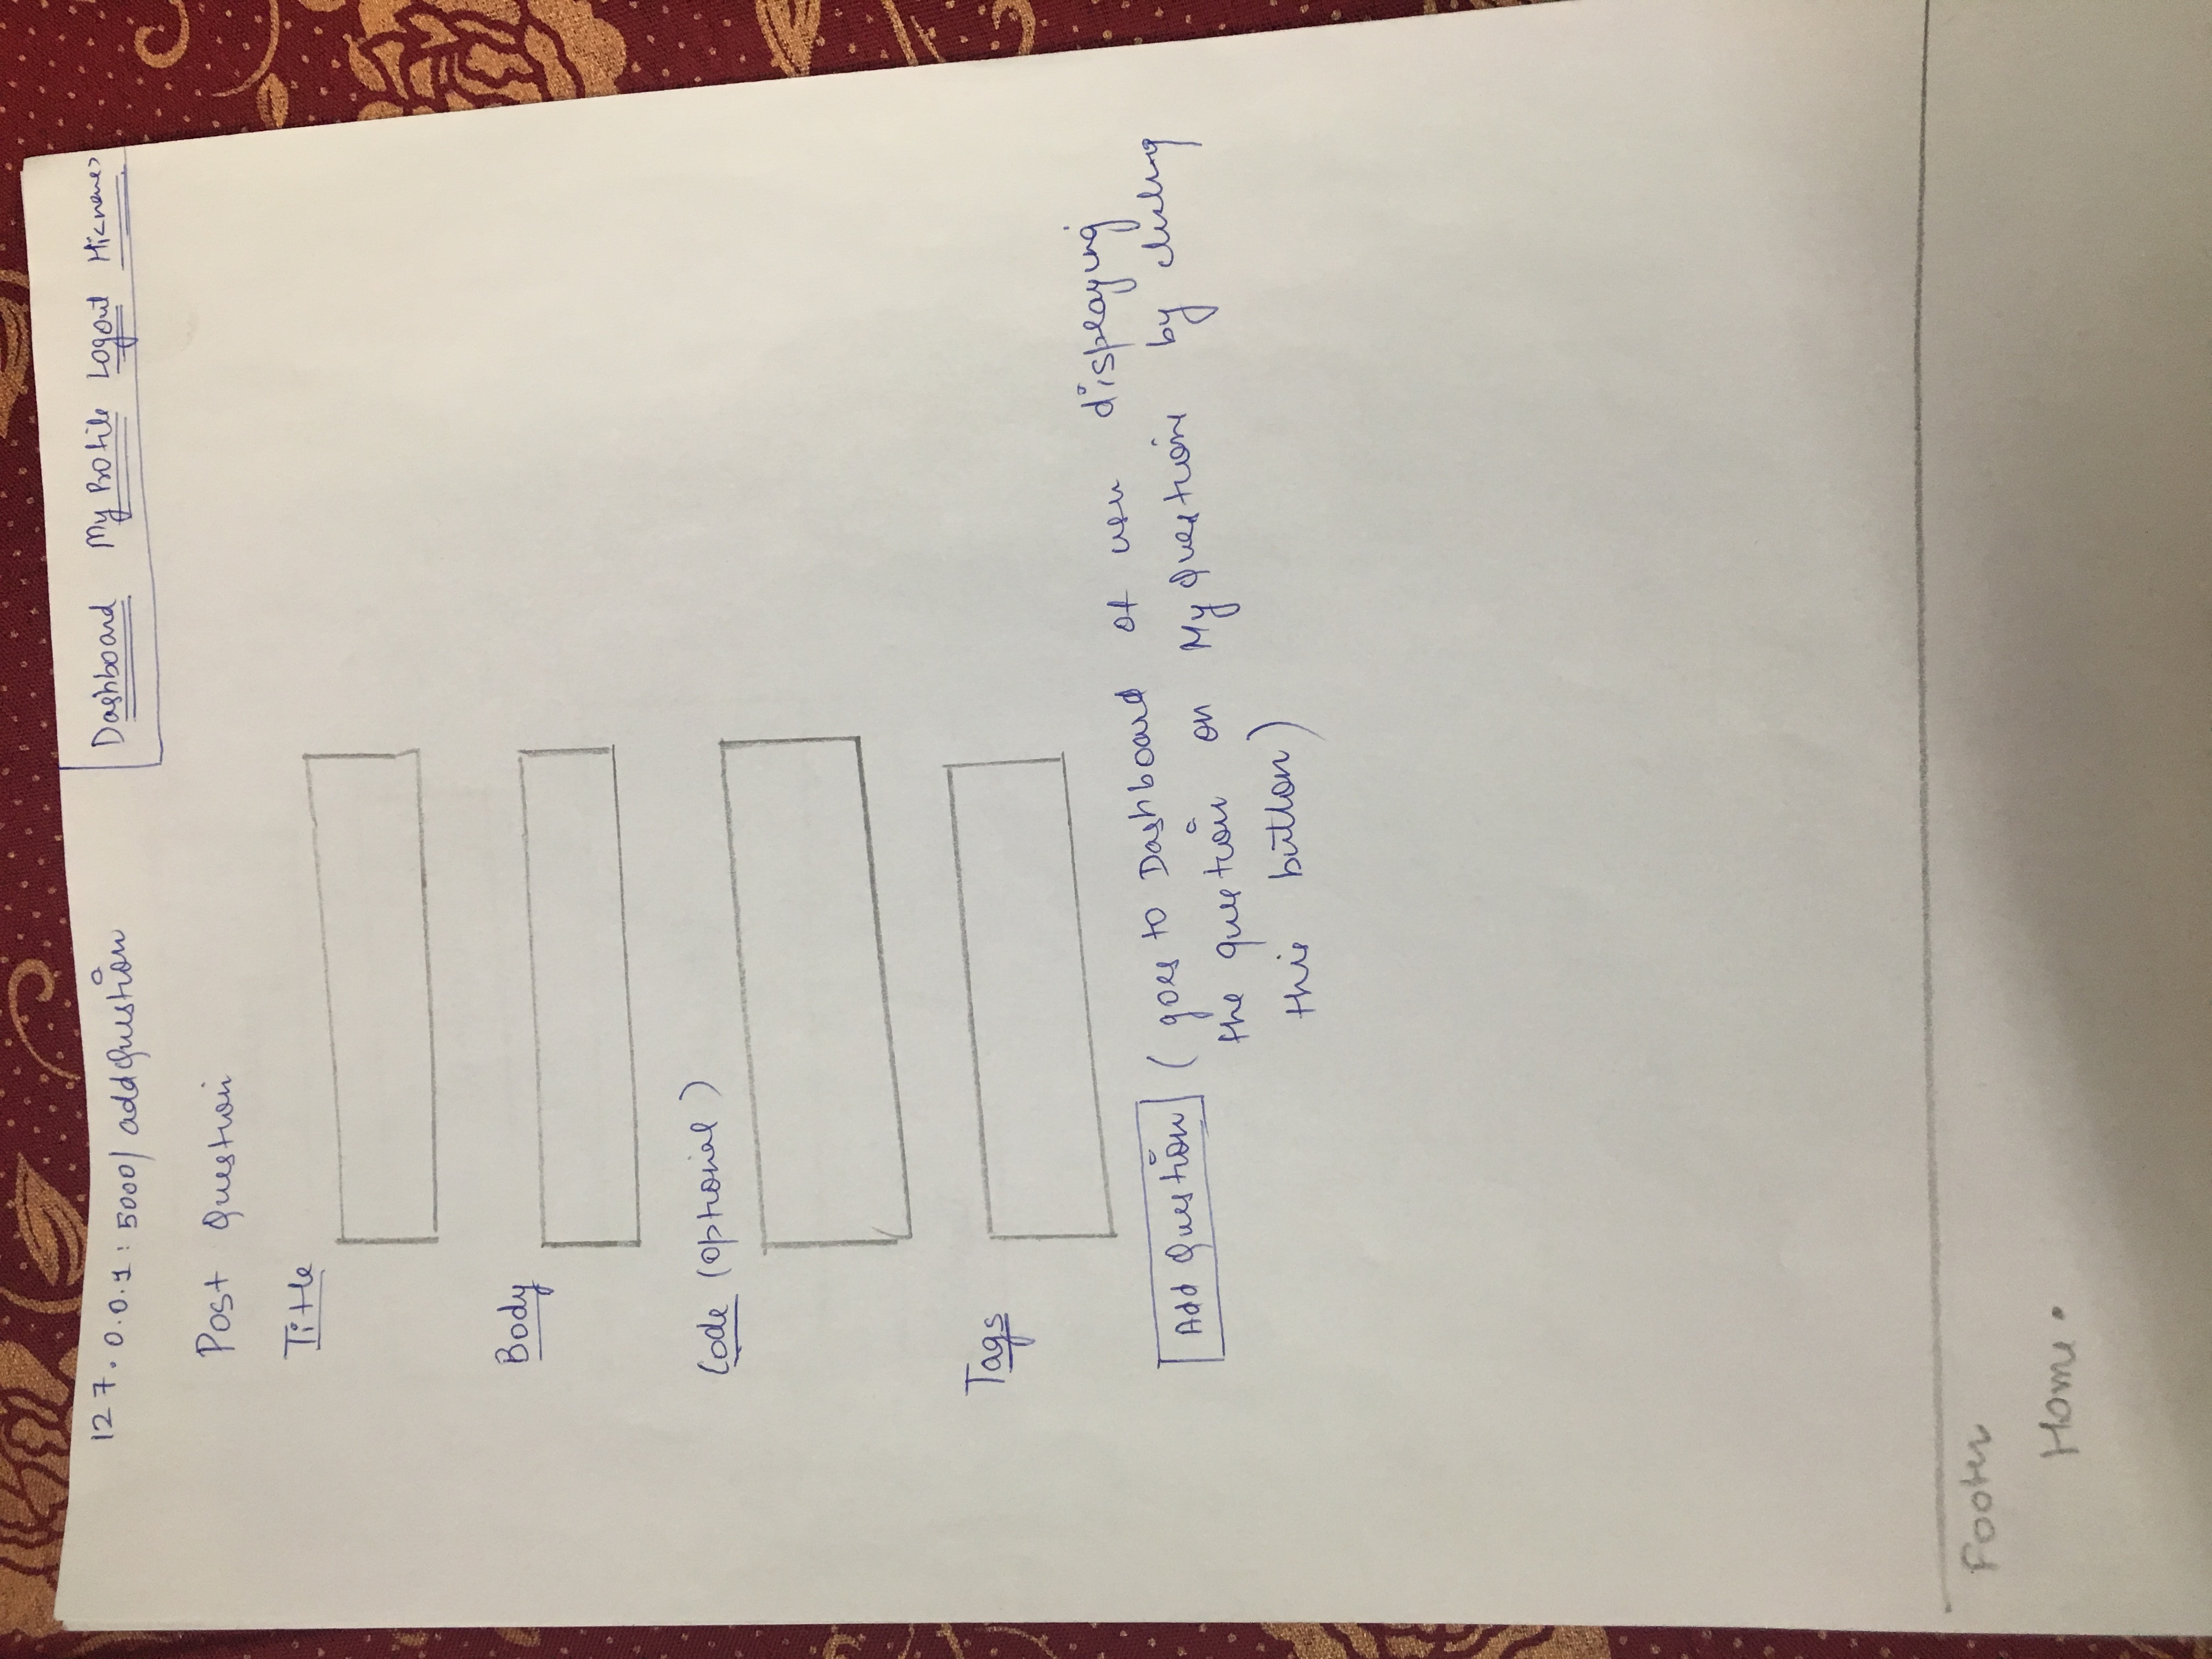 127.0.0.1:5000/addQuestion
Dashboard My Profile Logout Hi<name>
Post Question
Title
Body
Code (optional)
Tags
Add Question (goes to Dashboard of user displaying
the question on My Questions by clicking
this button)
Footer
Home.